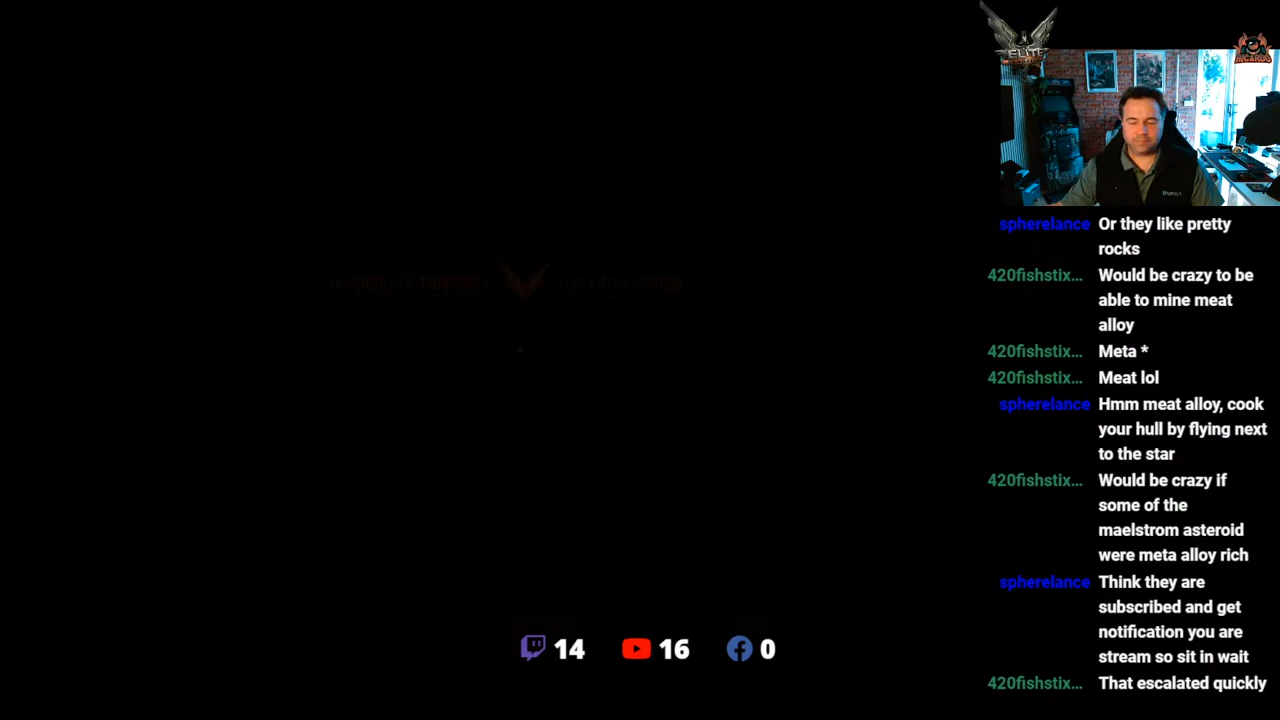 ELITE
RICARDO
spherelance Or they like pretty
rocks
420fishstix... Would be crazy to be
able to mine meat
alloy
420fishstix... Meta *
420fishstix... Meat lol
spherelance Hmm meat alloy, cook
your hull by flying next
to the star
420fishstix... Would be crazy if
some of the
maelstrom asteroid
were meta alloy rich
spherelance Think they are
subscribed and get
notification you are
stream so sit in wait
420fishstix... That escalated quickly
14 16 0